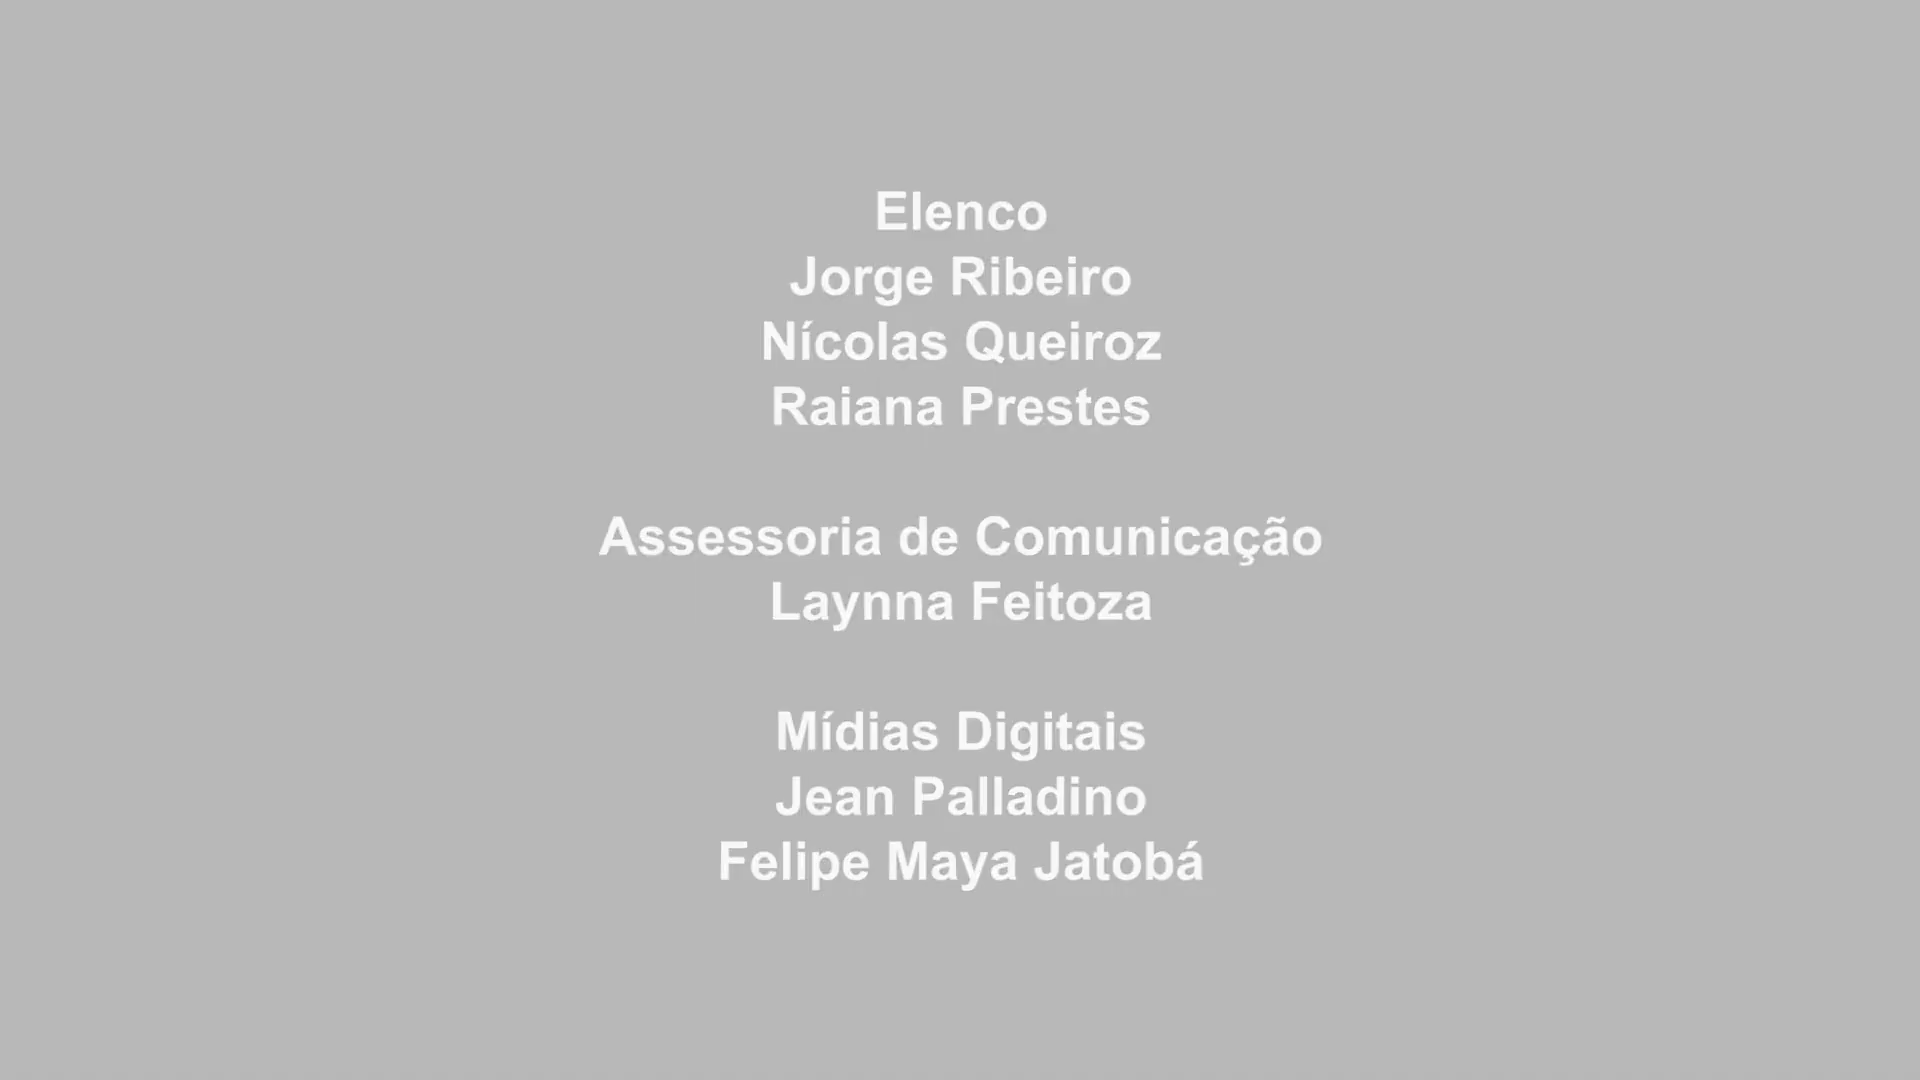 Elenco
Jorge Ribeiro
Nícolas Queiroz
Raiana Prestes
Assessoria de Comunicação
Laynna Feitoza
Mídias Digitais
Jean Palladino
Felipe Maya Jatobá